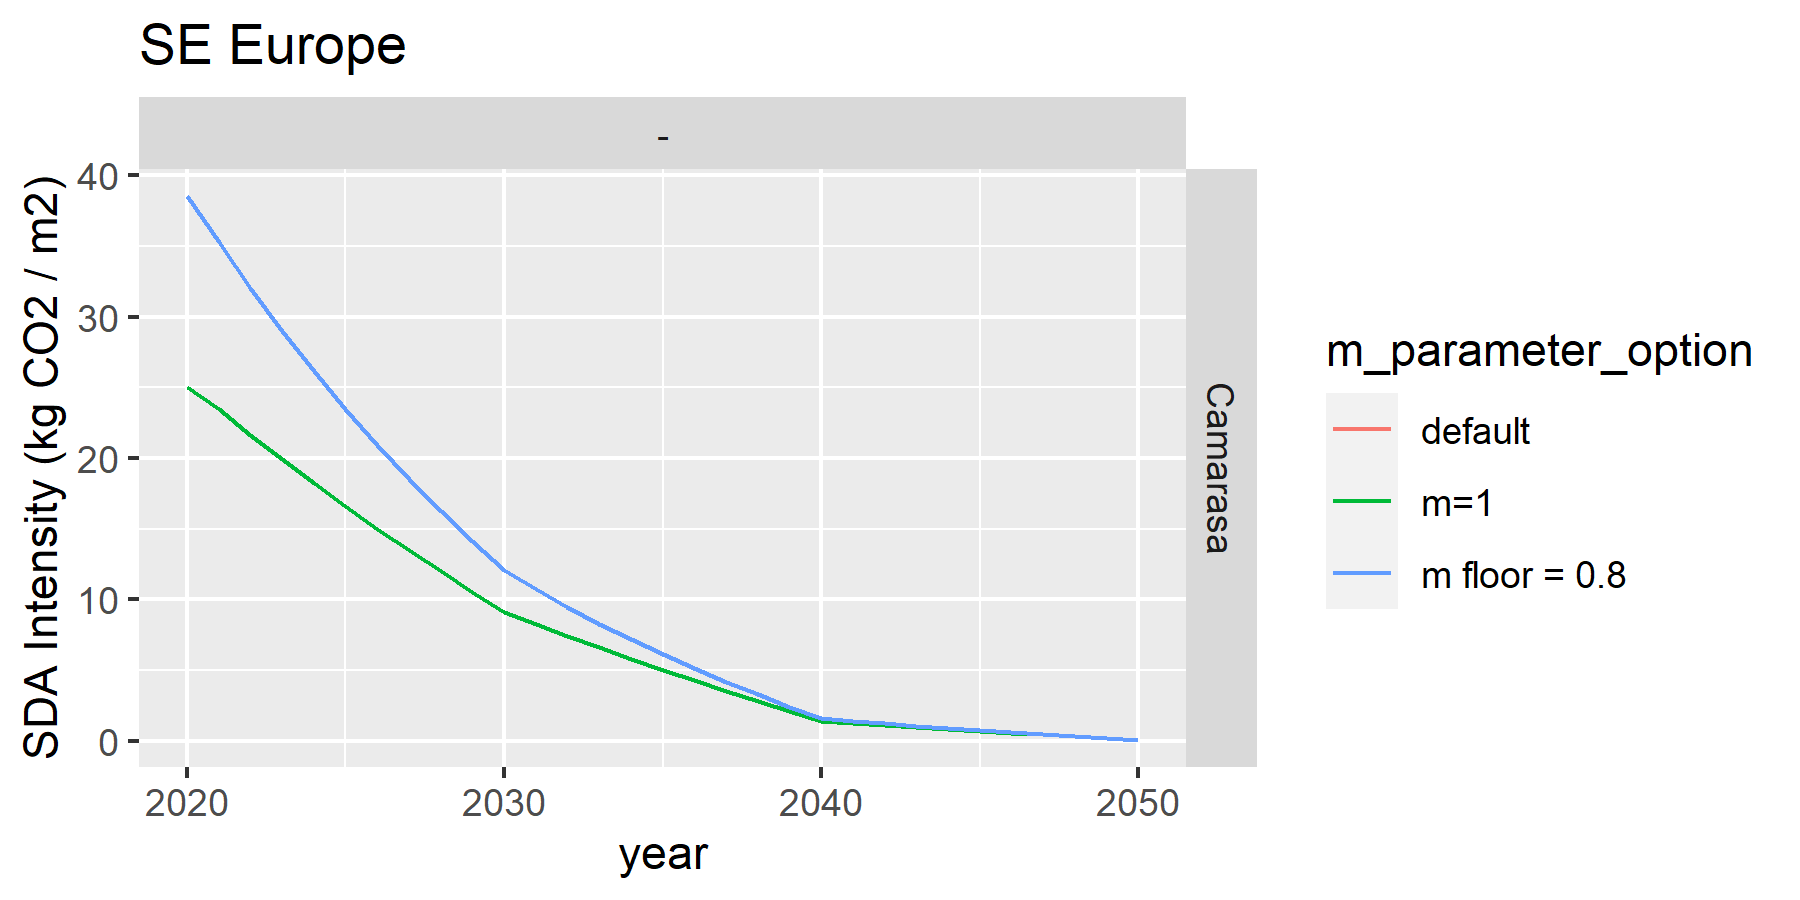 SE Europe
-
SDA Intensity (kg CO2 / m2)
40
30
20
10
0
Camarasa
2020
2030
2040
2050
year
m_parameter_option
default
m=1
m floor = 0.8